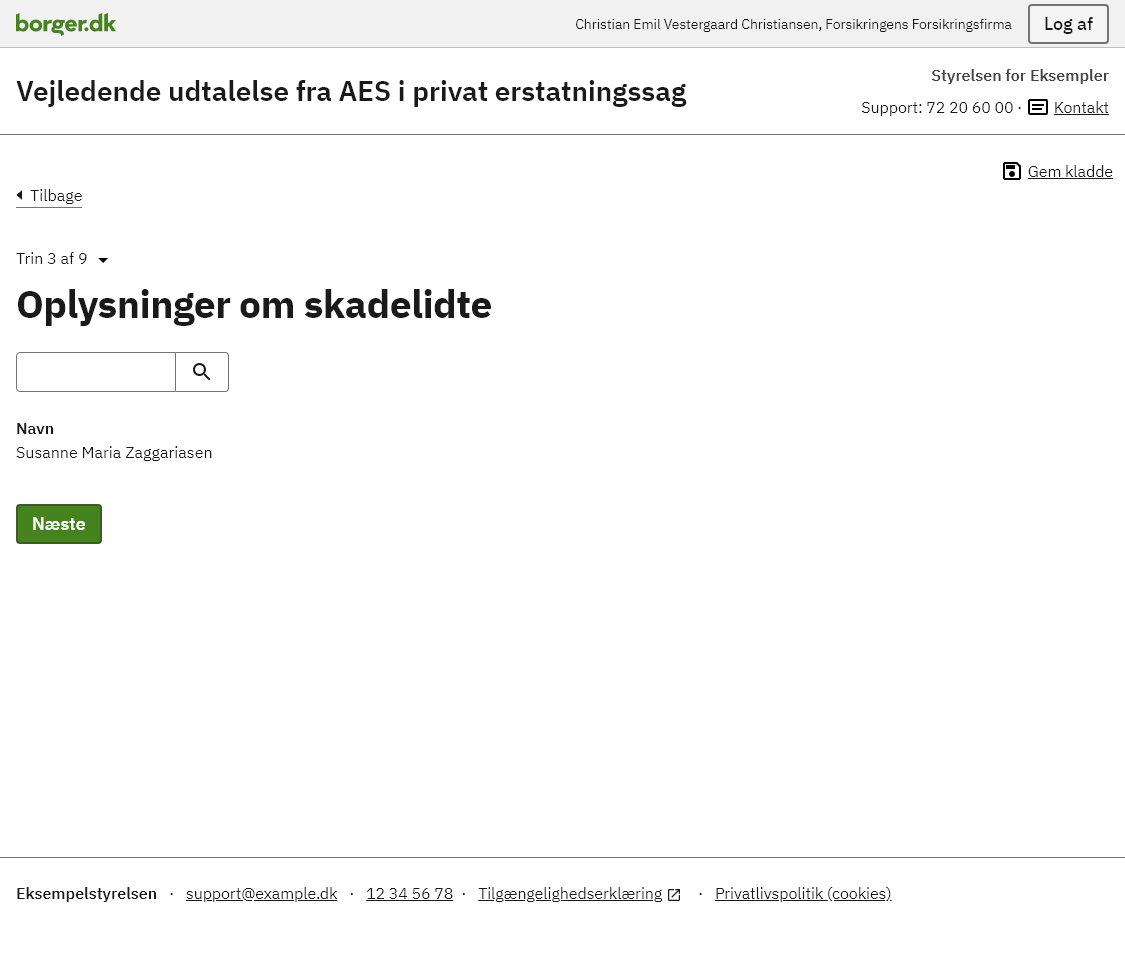 borger.dk
Christian Emil Vestergaard Christiansen, Forsikringens Forsikringsfirma
Log af
Vejledende udtalelse fra AES i privat erstatningssag
Styrelsen for Eksempler
Support: 72 20 60 00 · Kontakt
Gem kladde
Tilbage
Trin 3 af 9
Oplysninger om skadelidte
Navn
Susanne Maria Zaggariasen
Næste
Eksempelstyrelsen · support@example.dk · 12 34 56 78 · Tilgængelighedserklæring · Privatlivspolitik (cookies)